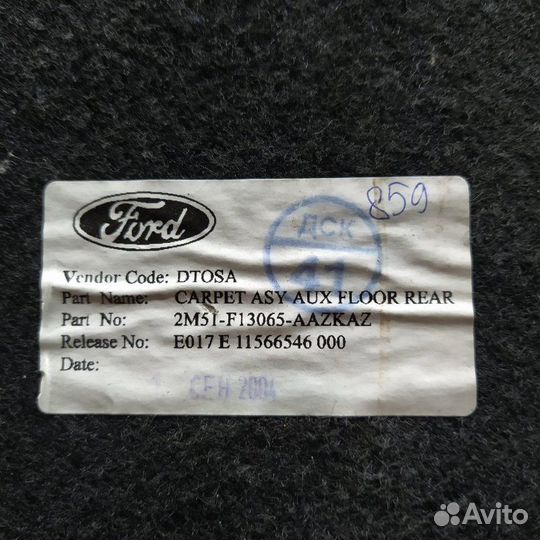 859
Ford
ДСК
41
Vendor Code: DTOSA
Part Name: CARPET ASY AUX FLOOR REAR
Part No: 2M51-F13065-AAZKAZ
Release No: E017 E 11566546 000
Date:
СЕН 2004
Avito